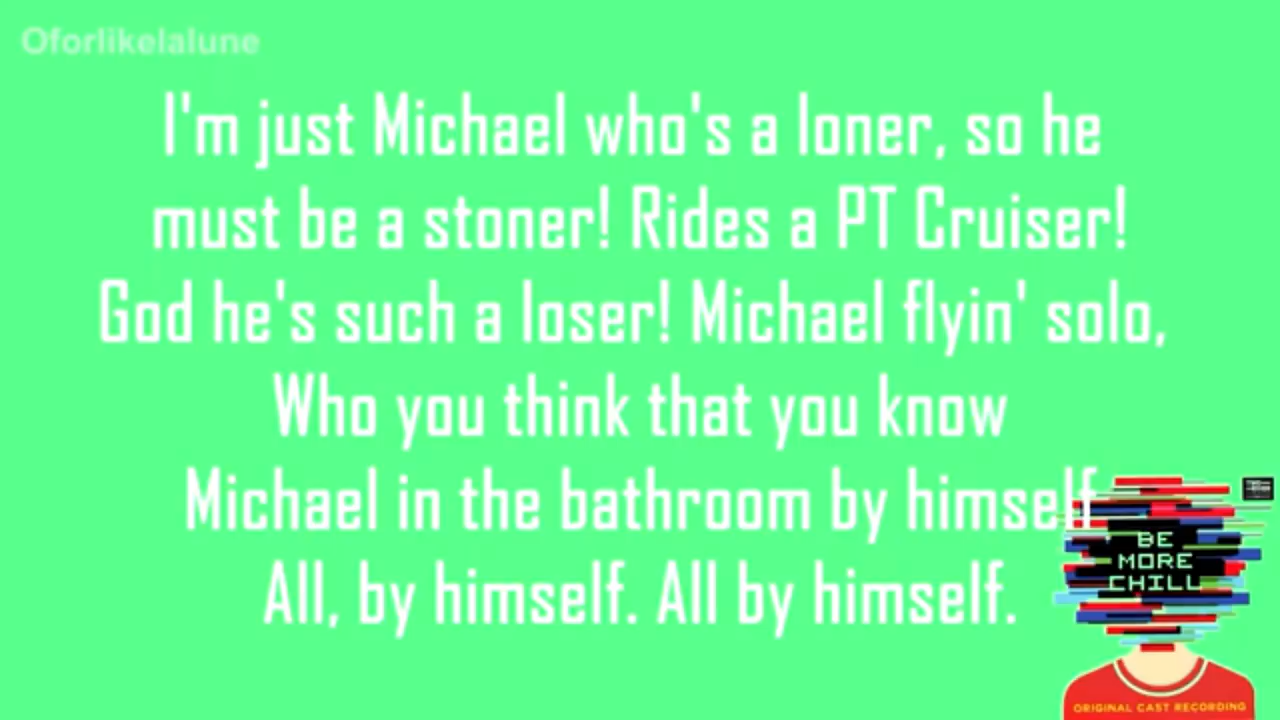 Oforlikelalune
I'm just Michael who's a loner, so he
must be a stoner! Rides a PT Cruiser!
God he's such a loser! Michael flyin' solo,
Who you think that you know
Michael in the bathroom by himself.
All, by himself. All by himself.
BE
MORE
CHILL
ORIGINAL CAST RECORDING